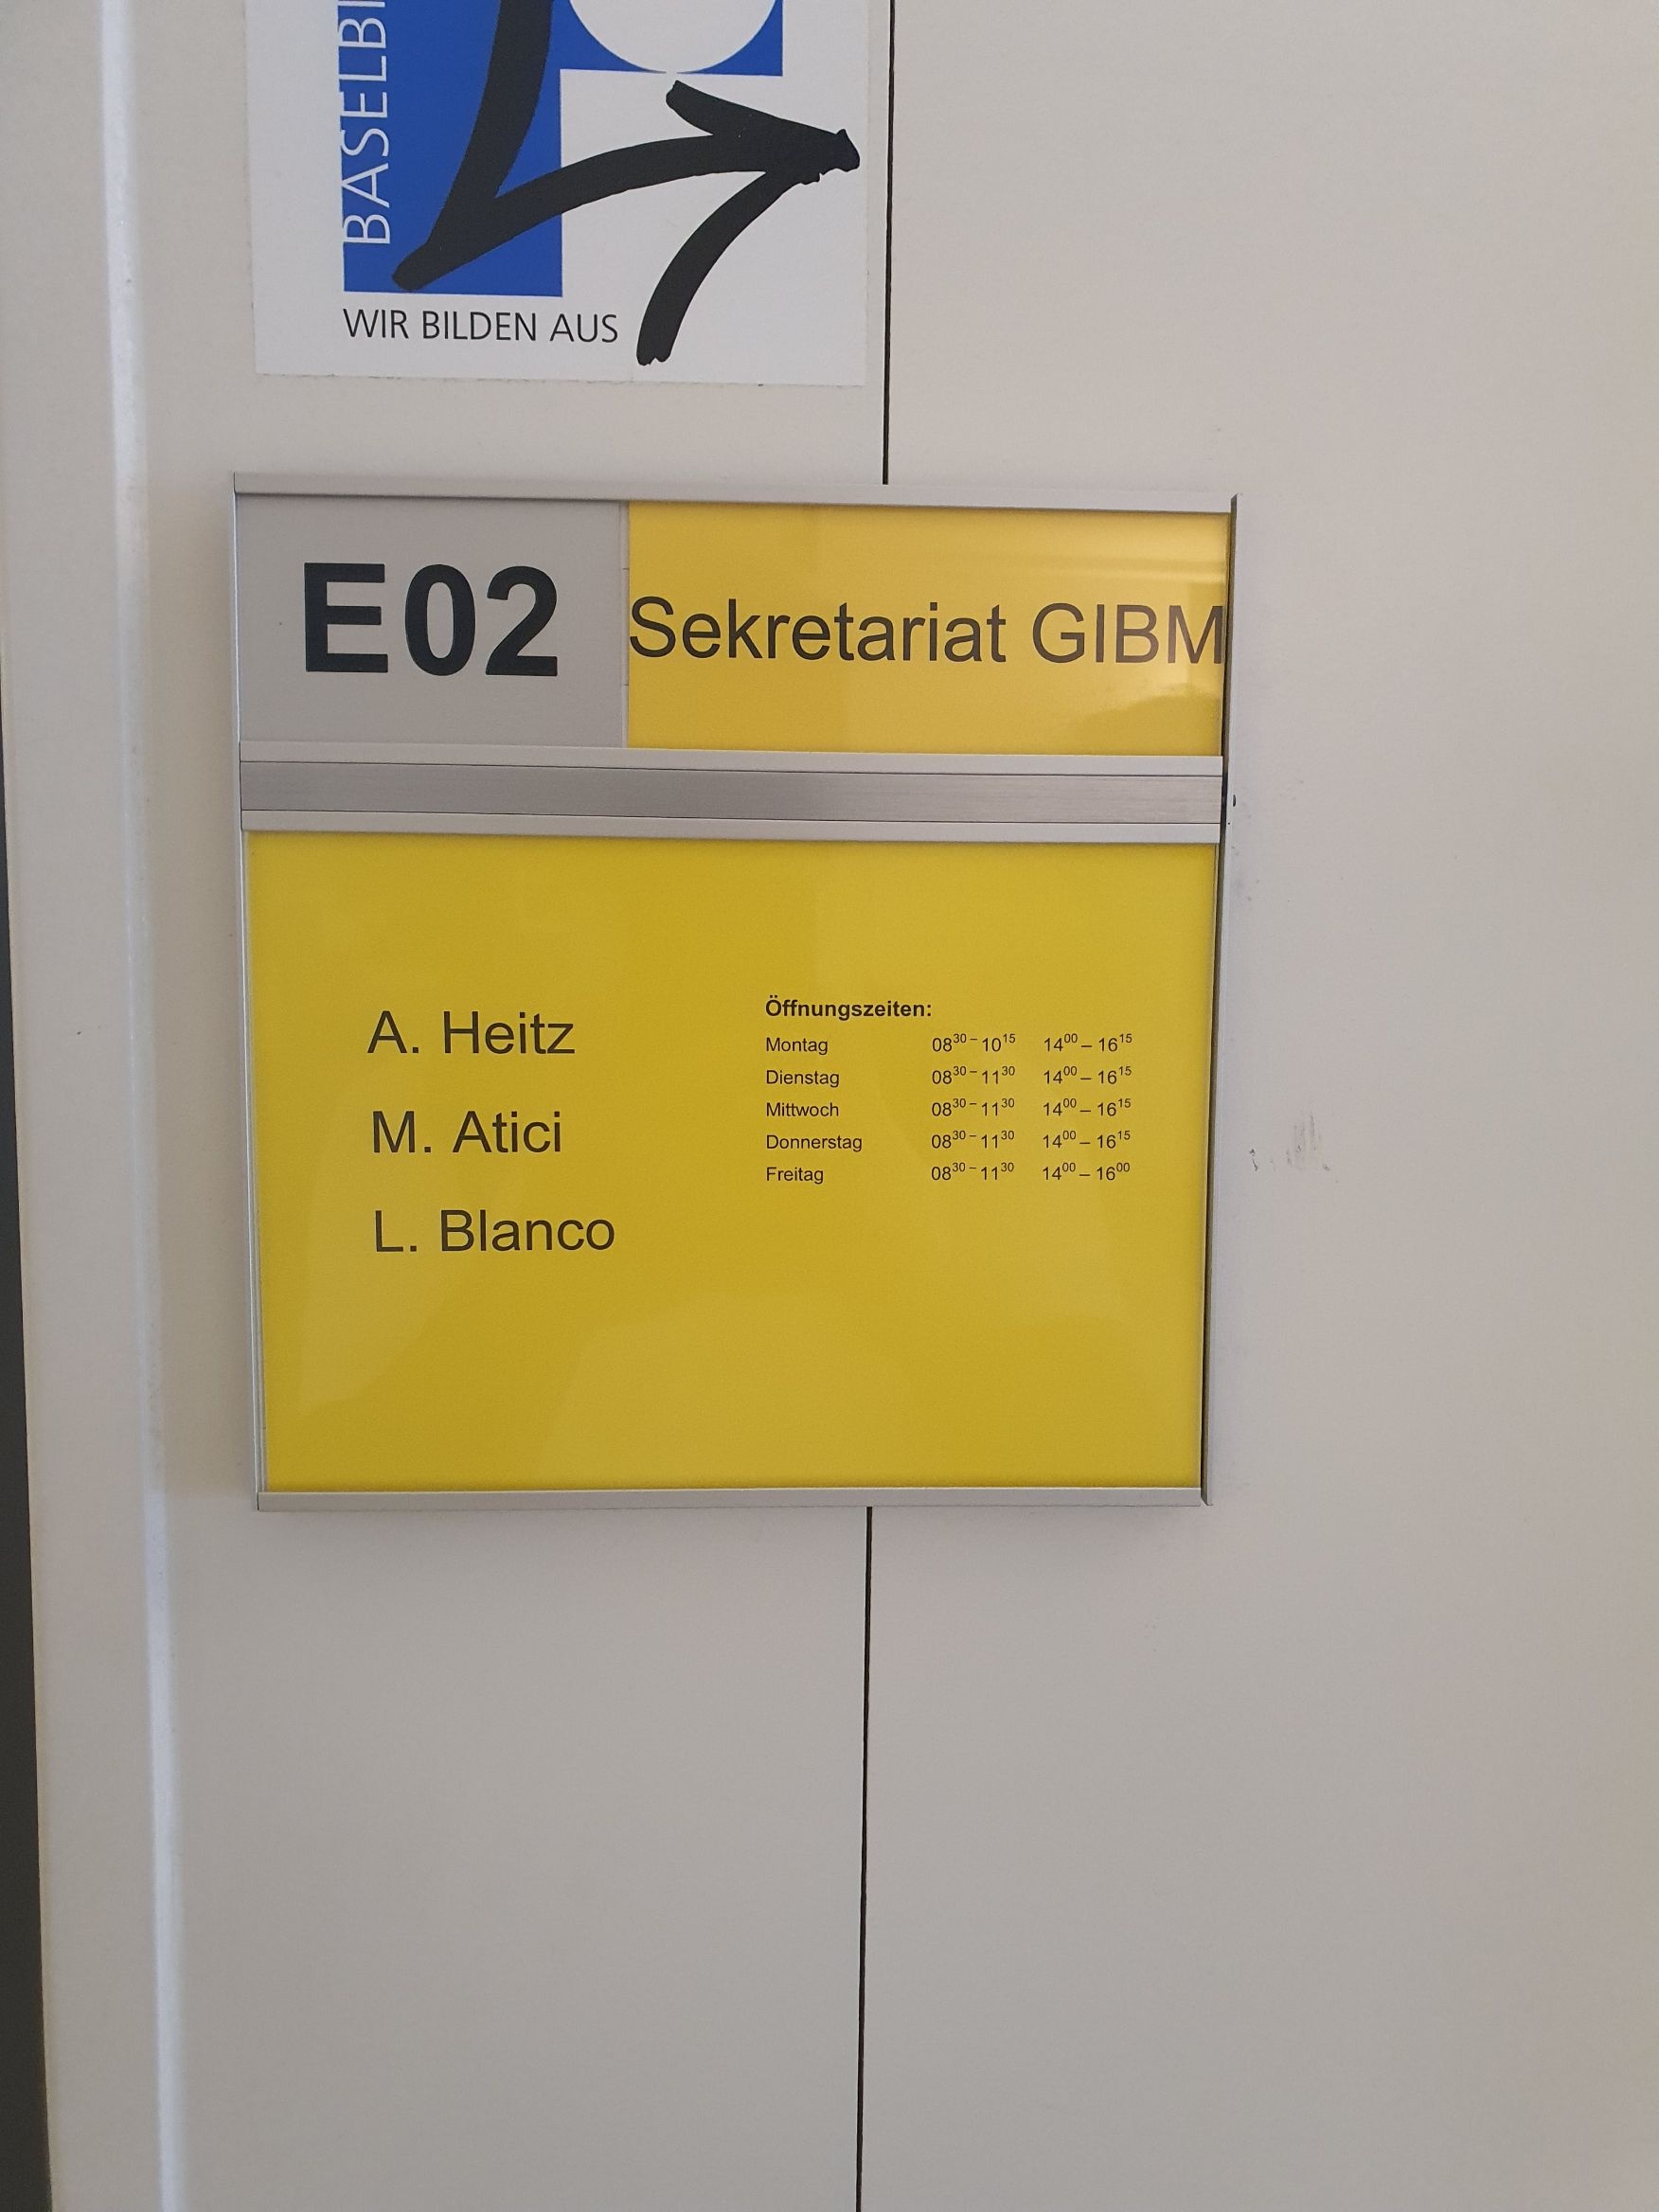 BASELBI
WIR BILDEN AUS
E02
Sekretariat GIBM
A. Heitz
M. Atici
L. Blanco
Öffnungszeiten:
Montag 08³⁰ – 10¹⁵ 14⁰⁰ – 16¹⁵
Dienstag 08³⁰ – 11³⁰ 14⁰⁰ – 16¹⁵
Mittwoch 08³⁰ – 11³⁰ 14⁰⁰ – 16¹⁵
Donnerstag 08³⁰ – 11³⁰ 14⁰⁰ – 16¹⁵
Freitag 08³⁰ – 11³⁰ 14⁰⁰ – 16⁰⁰